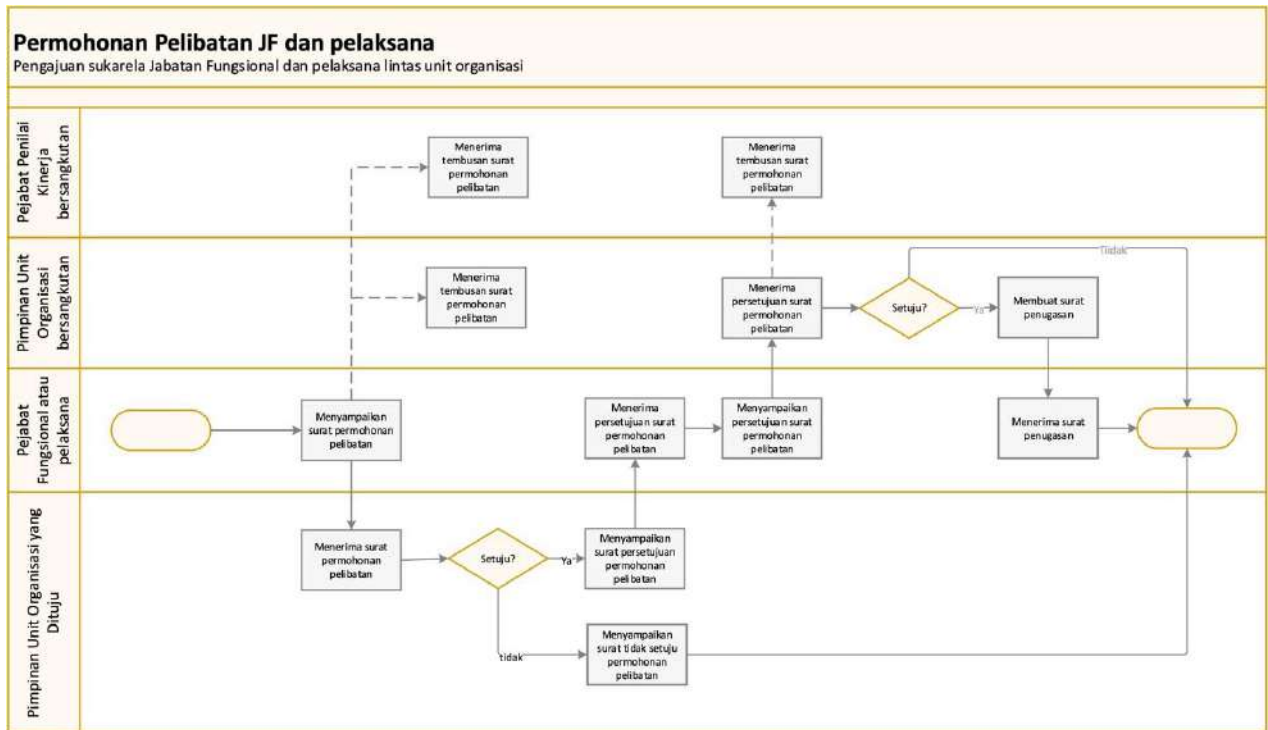 Permohonan Pelibatan JF dan pelaksana
Pengajuan sukarela Jabatan Fungsional dan pelaksana lintas unit organisasi
Pejabat Penilai
Kinerja
bersangkutan
Menerima
tembusan surat
permohonan
pelibatan
Menerima
tembusan surat
permohonan
pelibatan
Pimpinan Unit
Organisasi
bersangkutan
Menerima
tembusan surat
permohonan
pelibatan
Menerima
persetujuan surat
permohonan
pelibatan
Setuju?
Tidak
Ya
Membuat surat
penugasan
Pejabat
Fungsional atau
pelaksana
Menyampaikan
surat permohonan
pelibatan
Menerima
persetujuan surat
permohonan
pelibatan
Menyampaikan
persetujuan surat
permohonan
pelibatan
Menerima surat
penugasan
Pimpinan Unit Organisasi yang
Dituju
Menerima surat
permohonan
pelibatan
Setuju?
Ya
Menyampaikan
surat persetujuan
permohonan
pelibatan
tidak
Menyampaikan
surat tidak setuju
permohonan
pelibatan